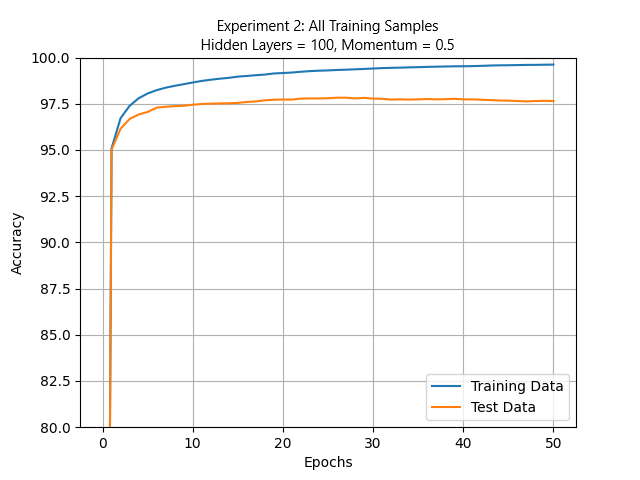 Experiment 2: All Training Samples
Hidden Layers = 100, Momentum = 0.5
100.0
97.5
95.0
92.5
90.0
87.5
85.0
82.5
80.0
Accuracy
Training Data
Test Data
0 10 20 30 40 50
Epochs